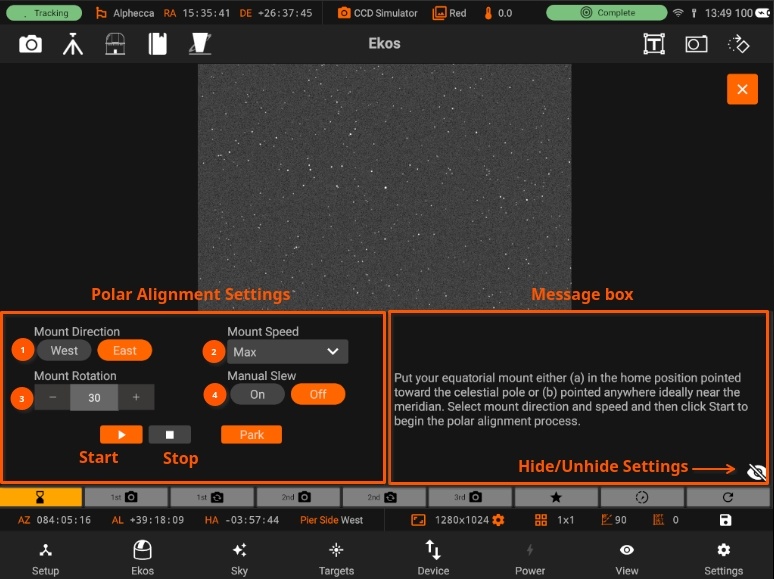 Tracking Alphecca RA 15:35:41 DE +26:37:45 CCD Simulator Red 0.0 Complete 13:49 100
Ekos
Polar Alignment Settings
Message box
Mount Direction
Mount Speed
1 West East
2 Max
Mount Rotation
Manual Slew
3 − 30 +
4 On Off
Park
Start Stop
Put your equatorial mount either (a) in the home position pointed
toward the celestial pole or (b) pointed anywhere ideally near the
meridian. Select mount direction and speed and then click Start to
begin the polar alignment process.
Hide/Unhide Settings
1st 1st 2nd 2nd 3rd
AZ 084:05:16 AL +39:18:09 HA -03:57:44 Pier Side West 1280x1024 1x1 90 0
Setup Ekos Sky Targets Device Power View Settings